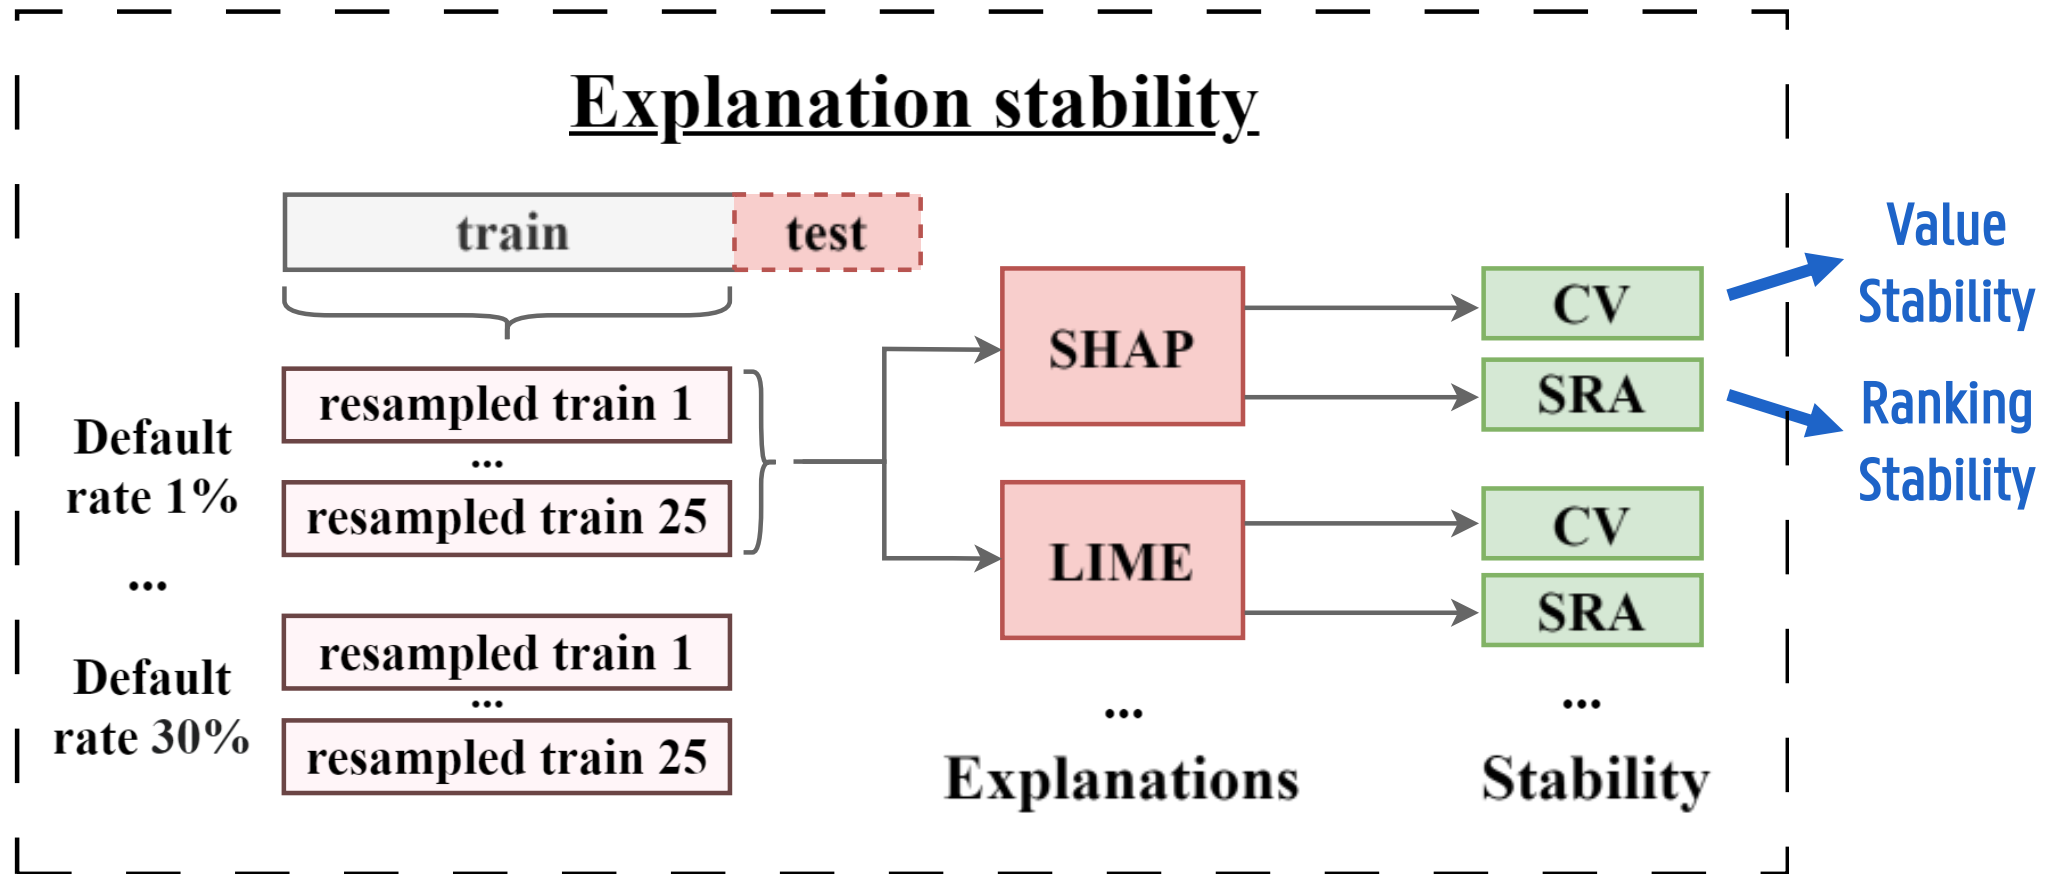 Explanation stability
train
test
Default
rate 1%
resampled train 1
...
resampled train 25
...
Default
rate 30%
resampled train 1
...
resampled train 25
SHAP
LIME
...
Explanations
CV
SRA
CV
SRA
...
Stability
Value
Stability
Ranking
Stability